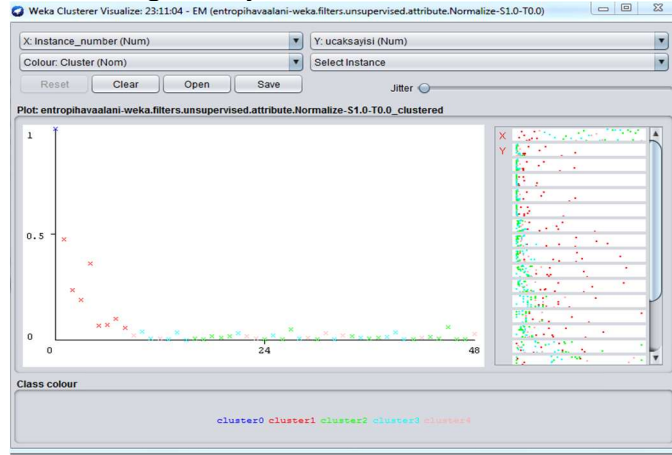 Weka Clusterer Visualize: 23:11:04 - EM (entropihavaalani-weka.filters.unsupervised.attribute.Normalize-S1.0-T0.0)
X: Instance_number (Num) Y: ucaksayisi (Num)
Colour: Cluster (Nom) Select Instance
Reset Clear Open Save Jitter
Plot: entropihavaalani-weka.filters.unsupervised.attribute.Normalize-S1.0-T0.0_clustered
1
0.5
0
0 24 48
X
Y
Class colour
cluster0 cluster1 cluster2 cluster3 cluster4